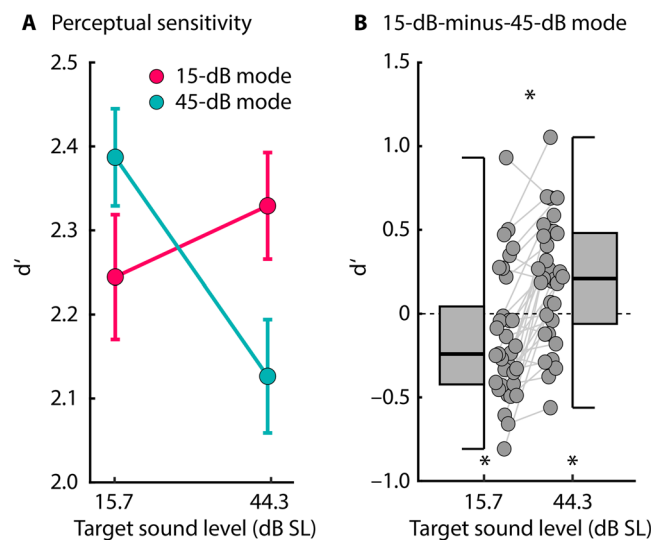 A Perceptual sensitivity
2.5
2.4
2.3
2.2
2.1
2.0
d′
15-dB mode
45-dB mode
15.7
44.3
Target sound level (dB SL)
B 15-dB-minus-45-dB mode
1.5
1.0
0.5
0
−0.5
−1.0
d′
*
*
*
15.7
44.3
Target sound level (dB SL)